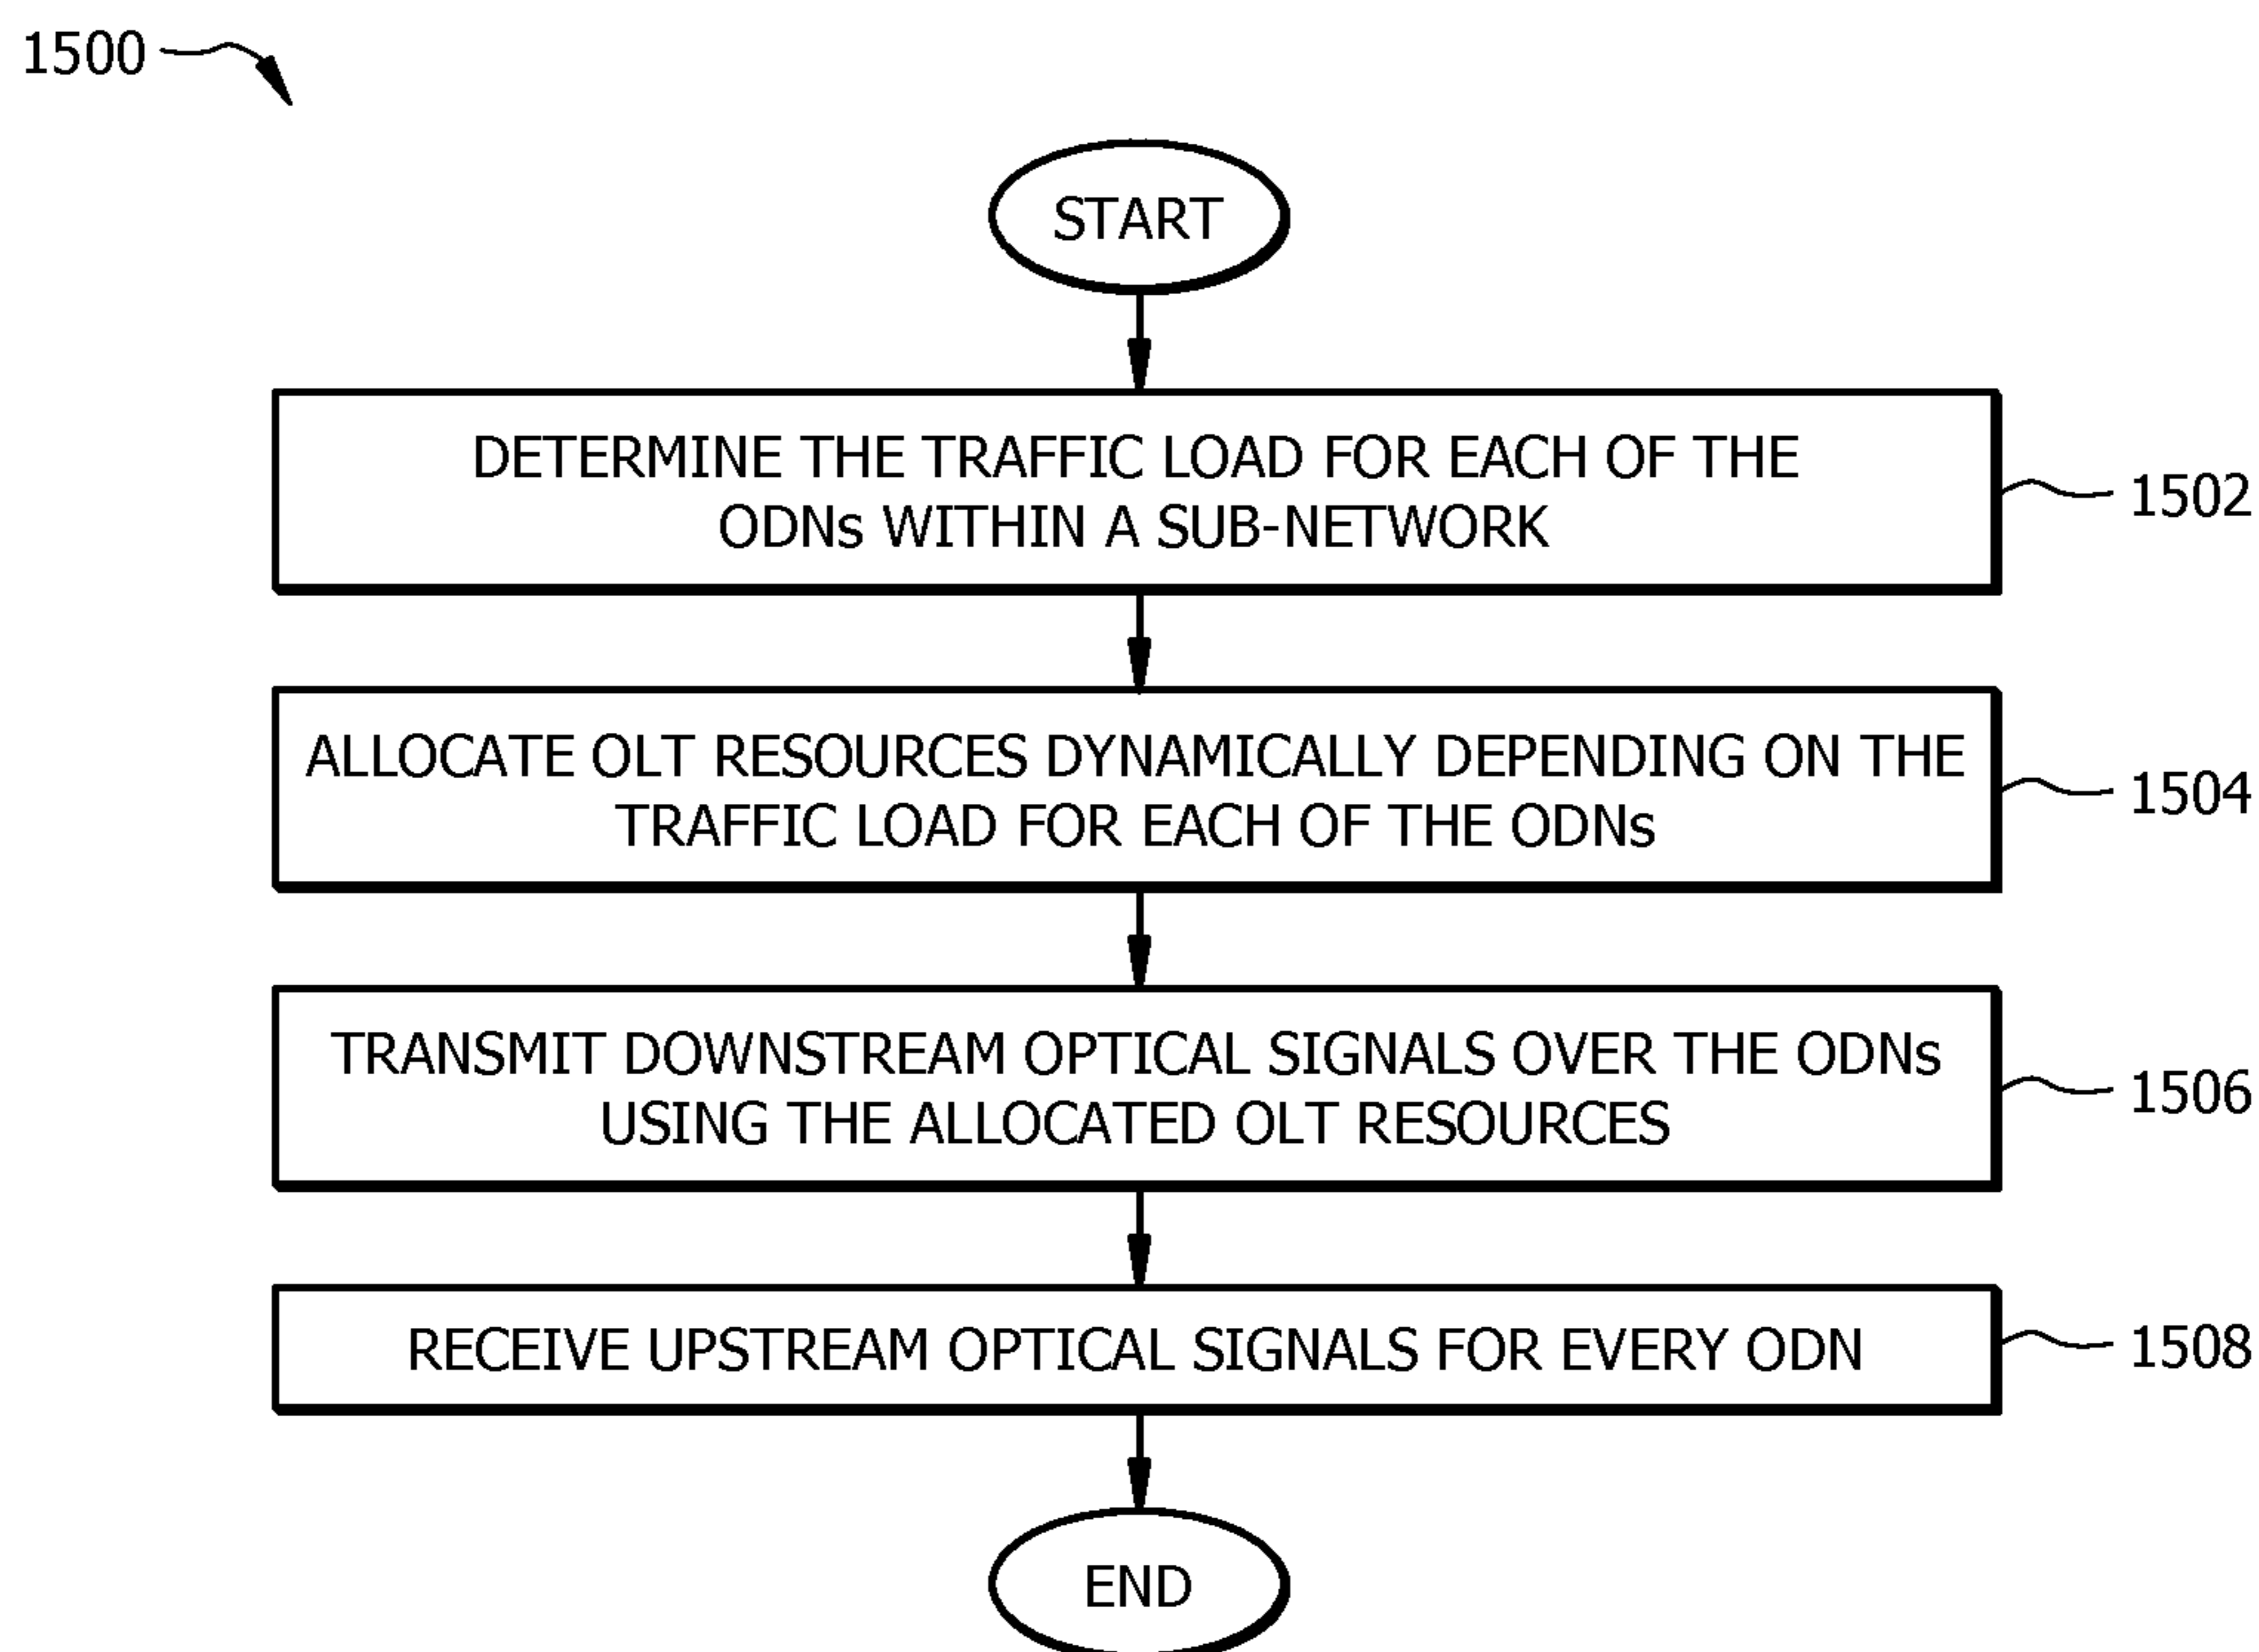 1500
START
DETERMINE THE TRAFFIC LOAD FOR EACH OF THE
ODNs WITHIN A SUB-NETWORK
1502
ALLOCATE OLT RESOURCES DYNAMICALLY DEPENDING ON THE
TRAFFIC LOAD FOR EACH OF THE ODNs
1504
TRANSMIT DOWNSTREAM OPTICAL SIGNALS OVER THE ODNs
USING THE ALLOCATED OLT RESOURCES
1506
RECEIVE UPSTREAM OPTICAL SIGNALS FOR EVERY ODN
1508
END